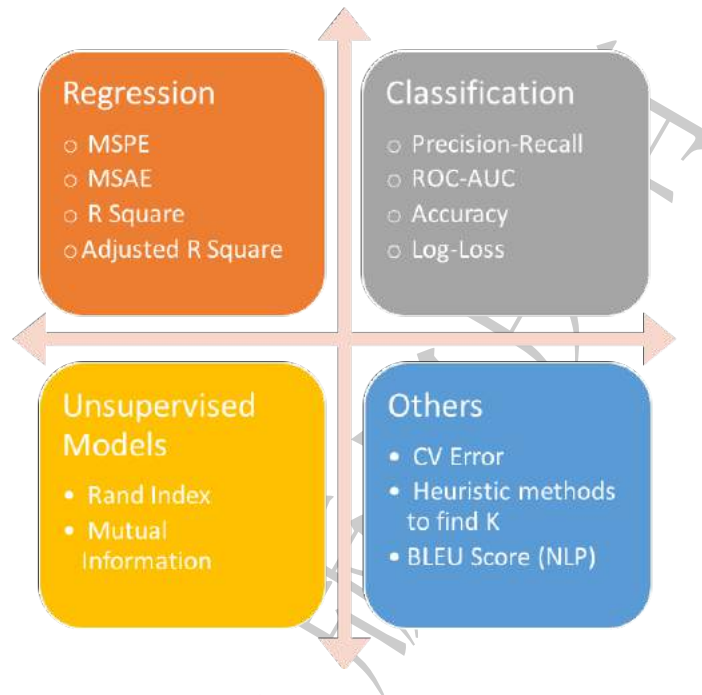 Regression
○ MSPE
○ MSAE
○ R Square
○ Adjusted R Square
Classification
○ Precision-Recall
○ ROC-AUC
○ Accuracy
○ Log-Loss
Unsupervised
Models
• Rand Index
• Mutual
Information
Others
• CV Error
• Heuristic methods
to find K
• BLEU Score (NLP)